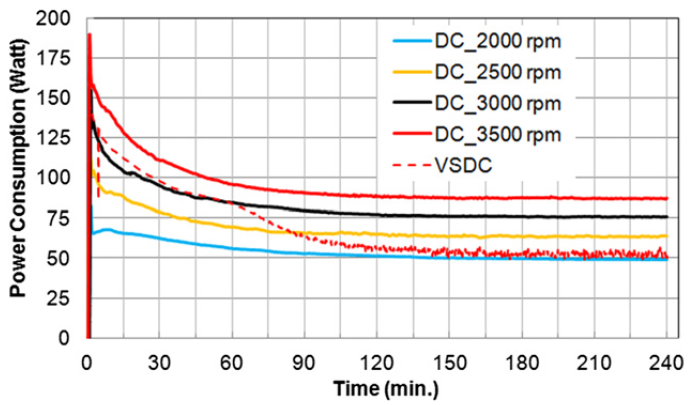 200
175
150
125
100
75
50
25
0
Power Consumption (Watt)
DC_2000 rpm
DC_2500 rpm
DC_3000 rpm
DC_3500 rpm
VSDC
0 30 60 90 120 150 180 210 240
Time (min.)